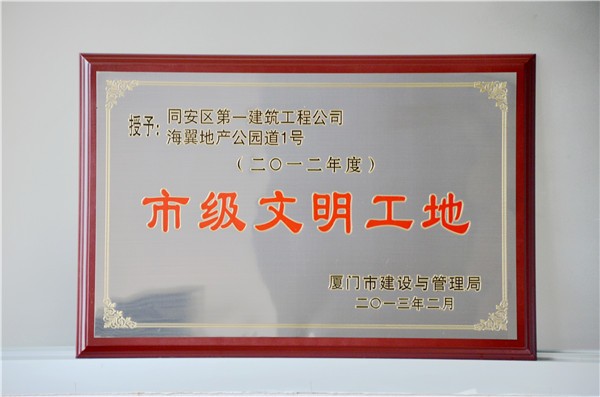 授予：同安区第一建筑工程公司
海翼地产公园道1号
（二〇一二年度）
市级文明工地
厦门市建设与管理局
二〇一三年二月